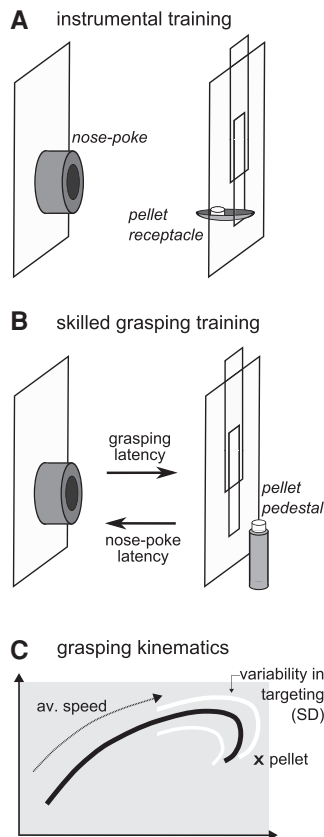 A instrumental training
nose-poke
pellet
receptacle
B skilled grasping training
grasping
latency
pellet
pedestal
nose-poke
latency
C grasping kinematics
variability in
targeting
(SD)
av. speed
x pellet